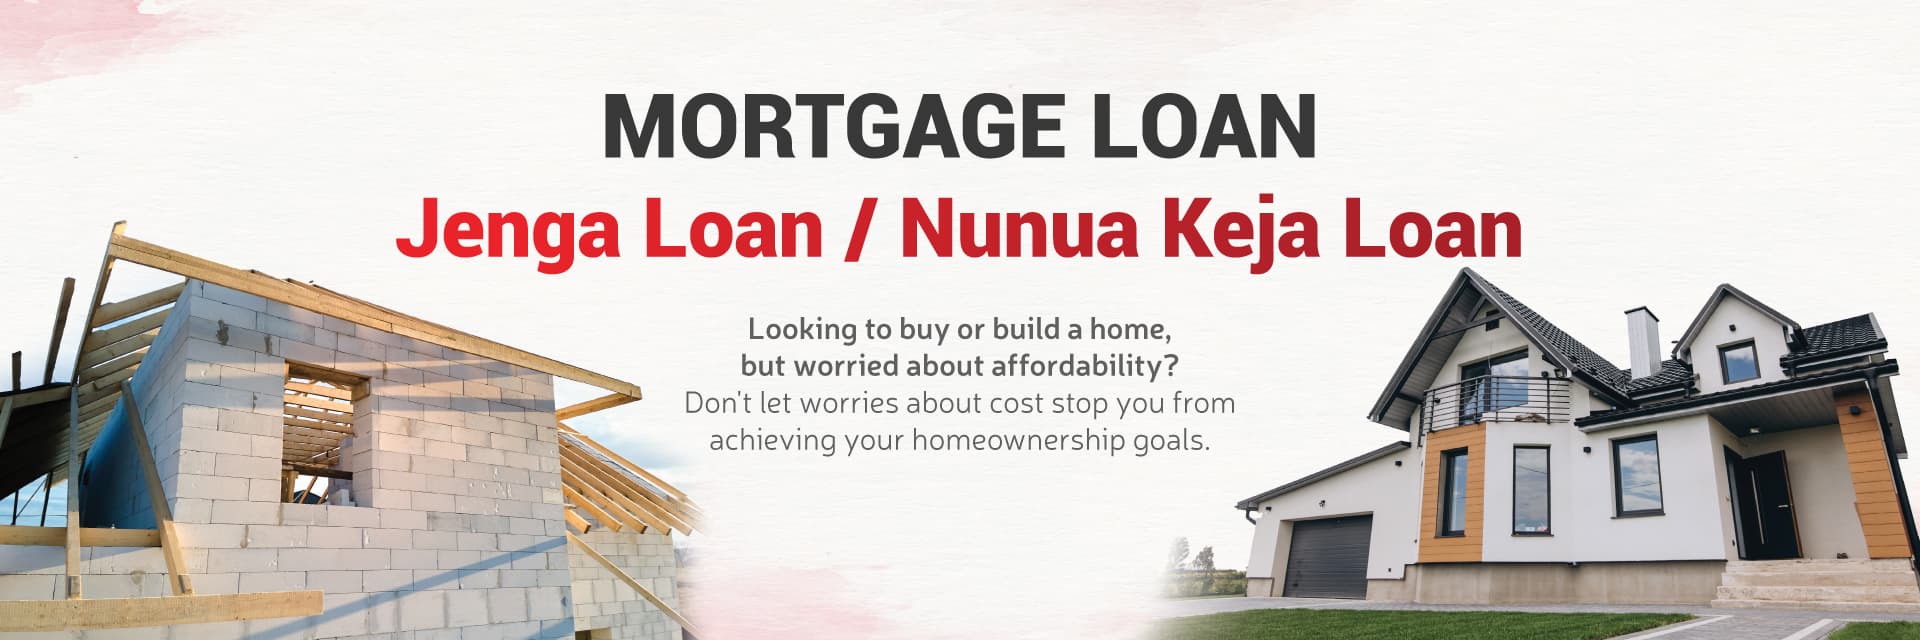 MORTGAGE LOAN
Jenga Loan / Nunua Keja Loan
Looking to buy or build a home,
but worried about affordability?
Don't let worries about cost stop you from
achieving your homeownership goals.